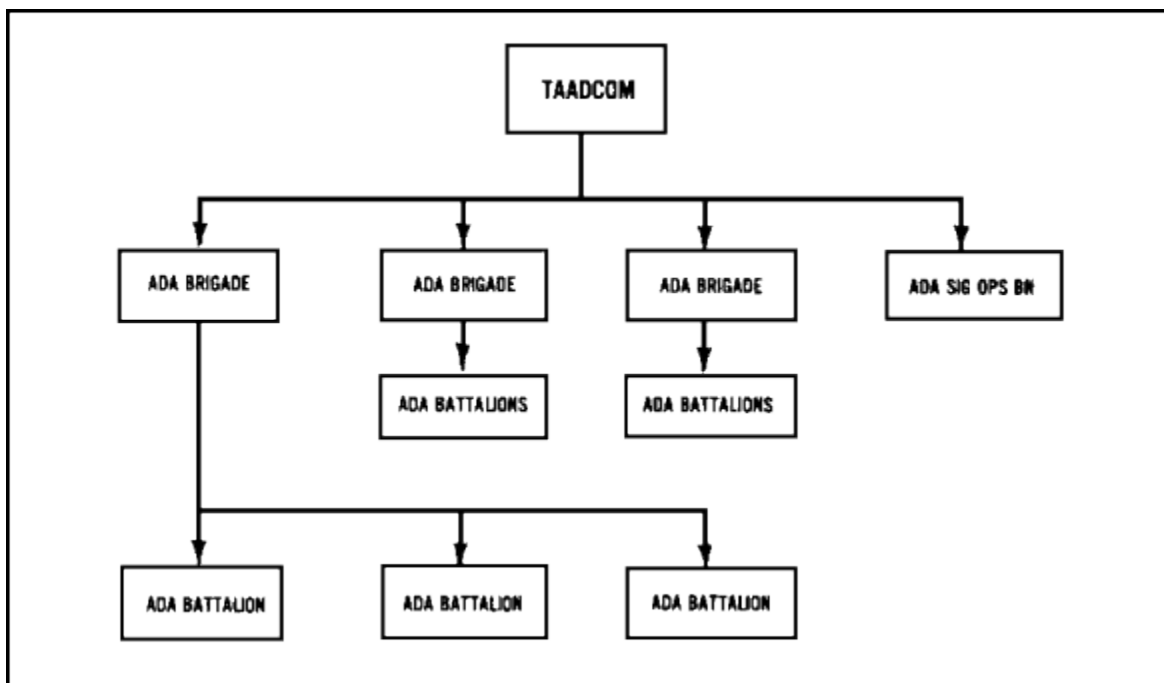 TAADCOM
ADA BRIGADE
ADA BRIGADE
ADA BRIGADE
ADA SIG OPS BN
ADA BATTALIONS
ADA BATTALIONS
ADA BATTALION
ADA BATTALION
ADA BATTALION